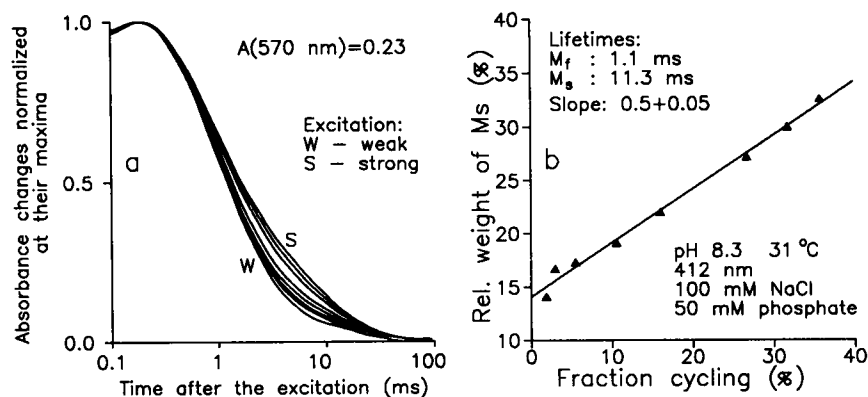 Absorbance changes normalized
at their maxima
1.0
0.5
0.0
A(570 nm)=0.23
Excitation:
W – weak
S – strong
a
S
W
0.1
1
10
100
Time after the excitation (ms)
Rel. weight of Ms (%)
40
35
30
25
20
15
10
Lifetimes:
Mf : 1.1 ms
Ms : 11.3 ms
Slope: 0.5+0.05
b
pH 8.3 31 °C
412 nm
100 mM NaCl
50 mM phosphate
0
10
20
30
40
Fraction cycling (%)